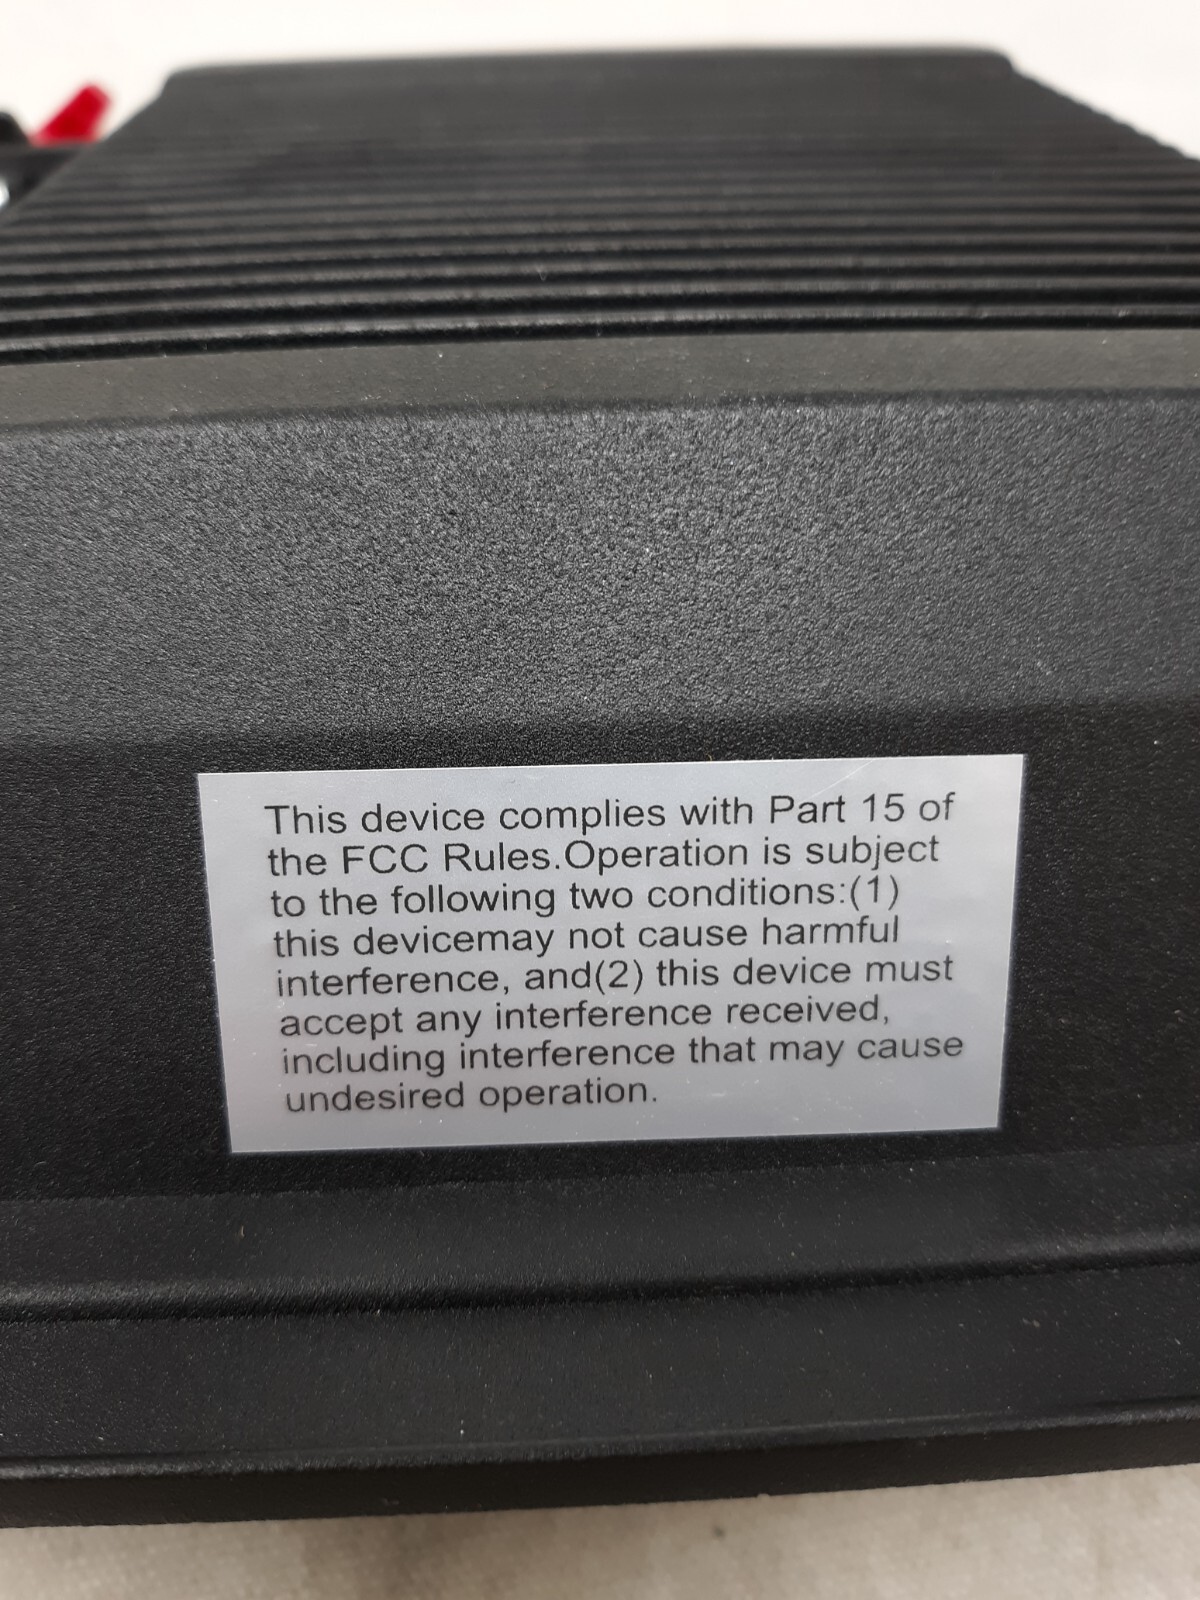 This device complies with Part 15 of
the FCC Rules.Operation is subject
to the following two conditions:(1)
this devicemay not cause harmful
interference, and(2) this device must
accept any interference received,
including interference that may cause
undesired operation.